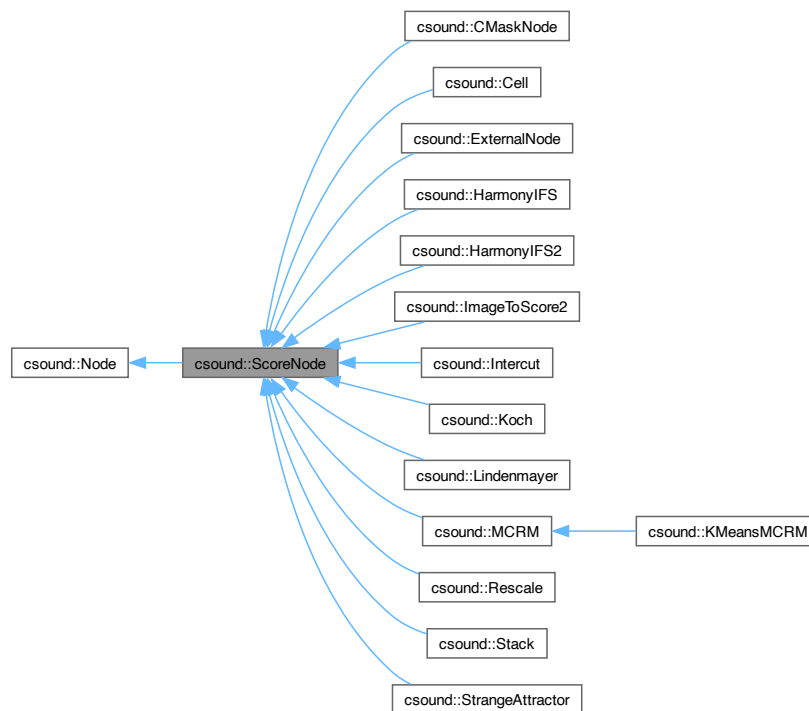 csound::CMaskNode
csound::Cell
csound::ExternalNode
csound::HarmonyIFS
csound::HarmonyIFS2
csound::ImageToScore2
csound::Node
csound::ScoreNode
csound::Intercut
csound::Koch
csound::Lindenmayer
csound::MCRM
csound::KMeansMCRM
csound::Rescale
csound::Stack
csound::StrangeAttractor